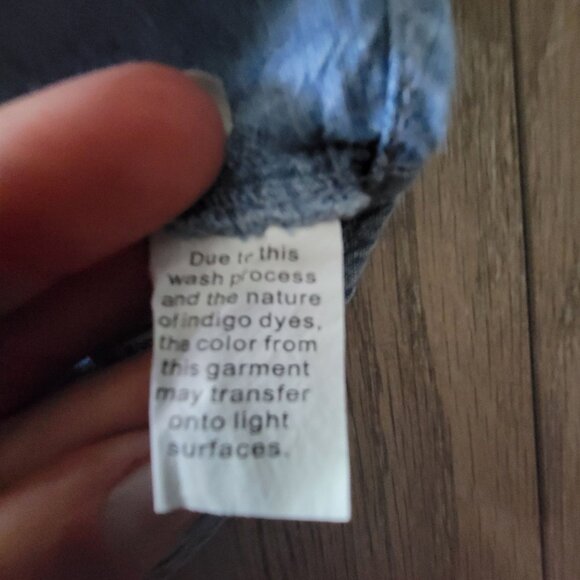 Due to this
wash process
and the nature
of indigo dyes,
the color from
this garment
may transfer
onto light
surfaces.